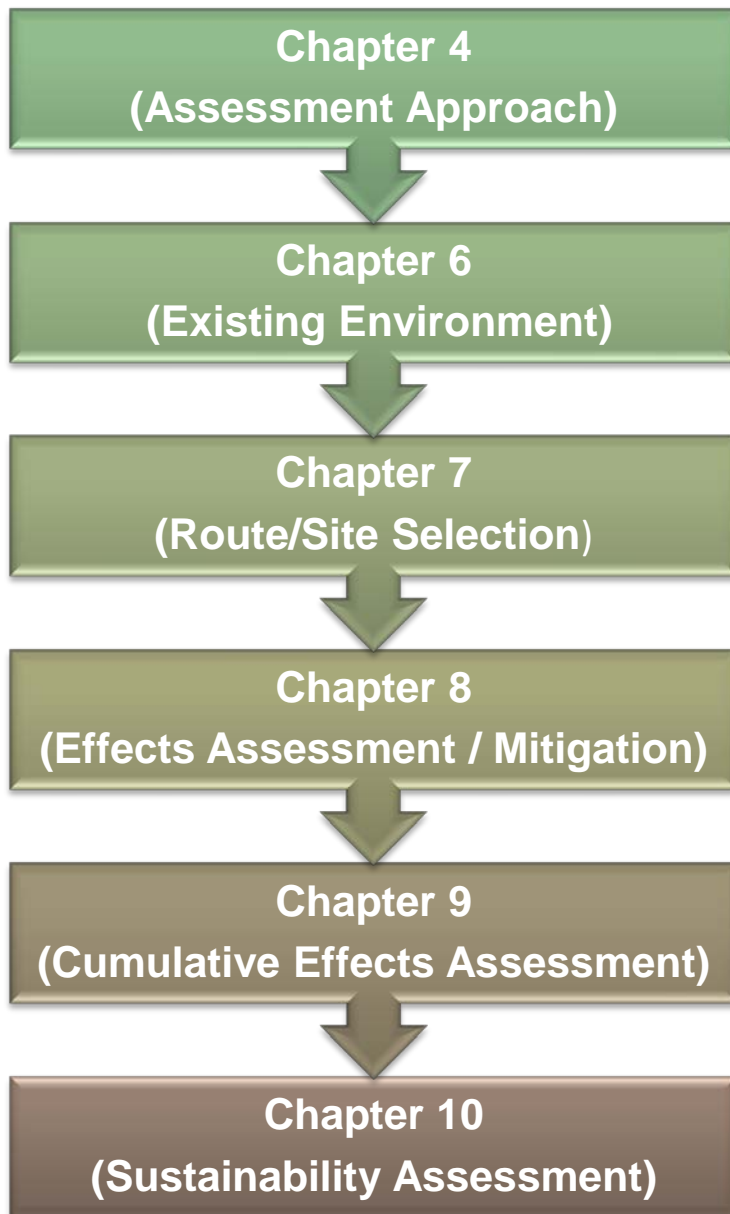 Chapter 4
(Assessment Approach)
Chapter 6
(Existing Environment)
Chapter 7
(Route/Site Selection)
Chapter 8
(Effects Assessment / Mitigation)
Chapter 9
(Cumulative Effects Assessment)
Chapter 10
(Sustainability Assessment)